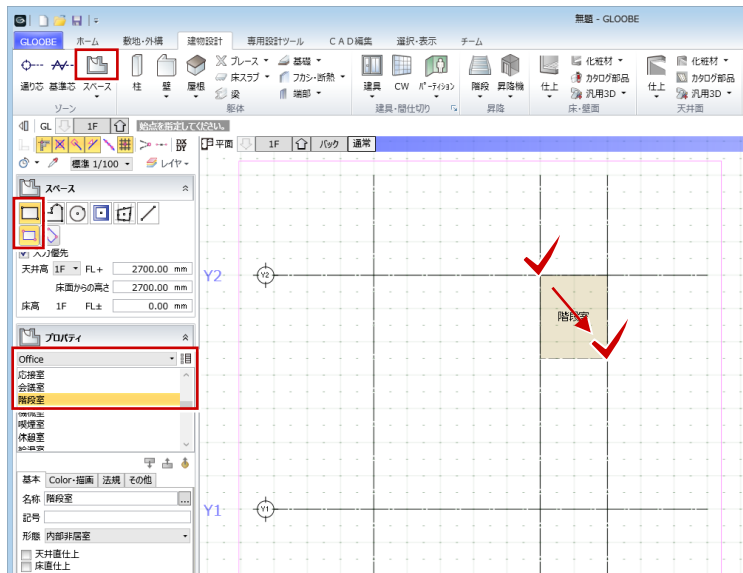 無題 - GLOOBE
GLOOBE ホーム 敷地・外構 建物設計 専用設計ツール ＣＡＤ編集 選択・表示 チーム
通り芯 基準芯 スペース 柱 壁 屋根 ブレース 基礎 建具 CW ﾊﾟｰﾃｨｼｮﾝ 階段 昇降機 仕上 化粧材 仕上 化粧材
床スラブ フカシ・断熱 カタログ部品 カタログ部品
梁 端部 汎用3D 汎用3D
ゾーン 躯体 建具・間仕切り 昇降 床・壁面 天井面
GL 1F 始点を指定してください。
平面 1F バック 通常
標準 1/100 レイヤ
スペース
入力優先
天井高 1F FL+ 2700.00 mm
床面からの高さ 2700.00 mm
床高 1F FL± 0.00 mm
プロパティ
Office
応接室
会議室
階段室
機械室
喫煙室
休憩室
給湯室
基本 Color・描画 法規 その他
名称 階段室 ...
記号
形態 内部非居室
天井直仕上
床直仕上
Y2 Y2
階段室
Y1 Y1